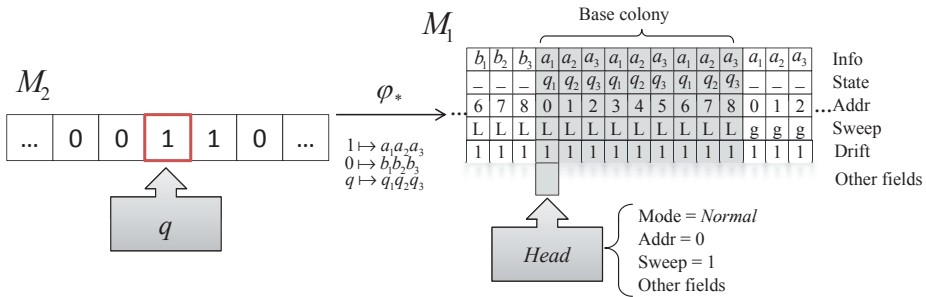 Base colony
M₁
M₂
b₁ b₂ b₃ a₁ a₂ a₃ a₁ a₂ a₃ a₁ a₂ a₃ a₁ a₂ a₃ Info
_ _ _ q₁ q₂ q₃ q₁ q₂ q₃ q₁ q₂ q₃ _ _ _ State
... 6 7 8 0 1 2 3 4 5 6 7 8 0 1 2 ... Addr
L L L L L L L L L L L L g g g Sweep
1 1 1 1 1 1 1 1 1 1 1 1 1 1 1 Drift
Other fields
φ*
... 0 0 1 1 0 ...
1 ↦ a₁a₂a₃
0 ↦ b₁b₂b₃
q ↦ q₁q₂q₃
q
Head
Mode = Normal
Addr = 0
Sweep = 1
Other fields